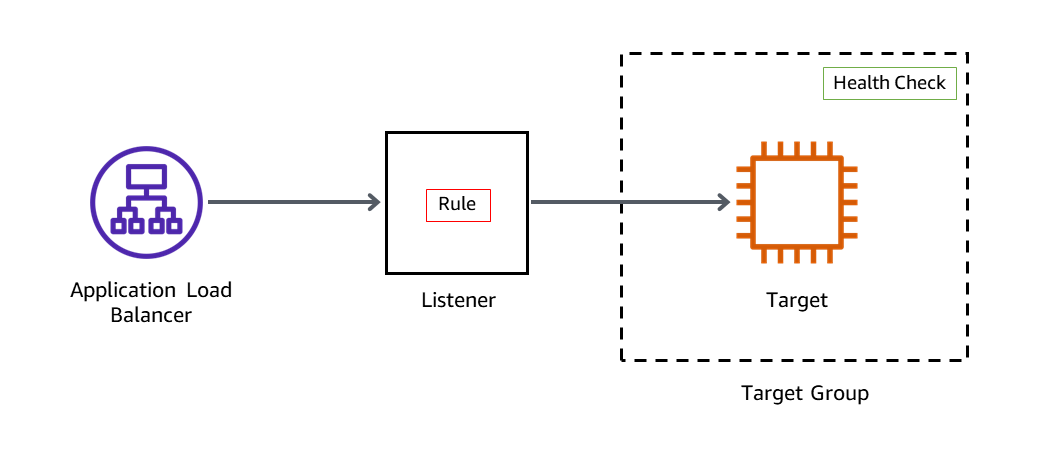 Health Check
Rule
Application Load
Balancer
Listener
Target
Target Group